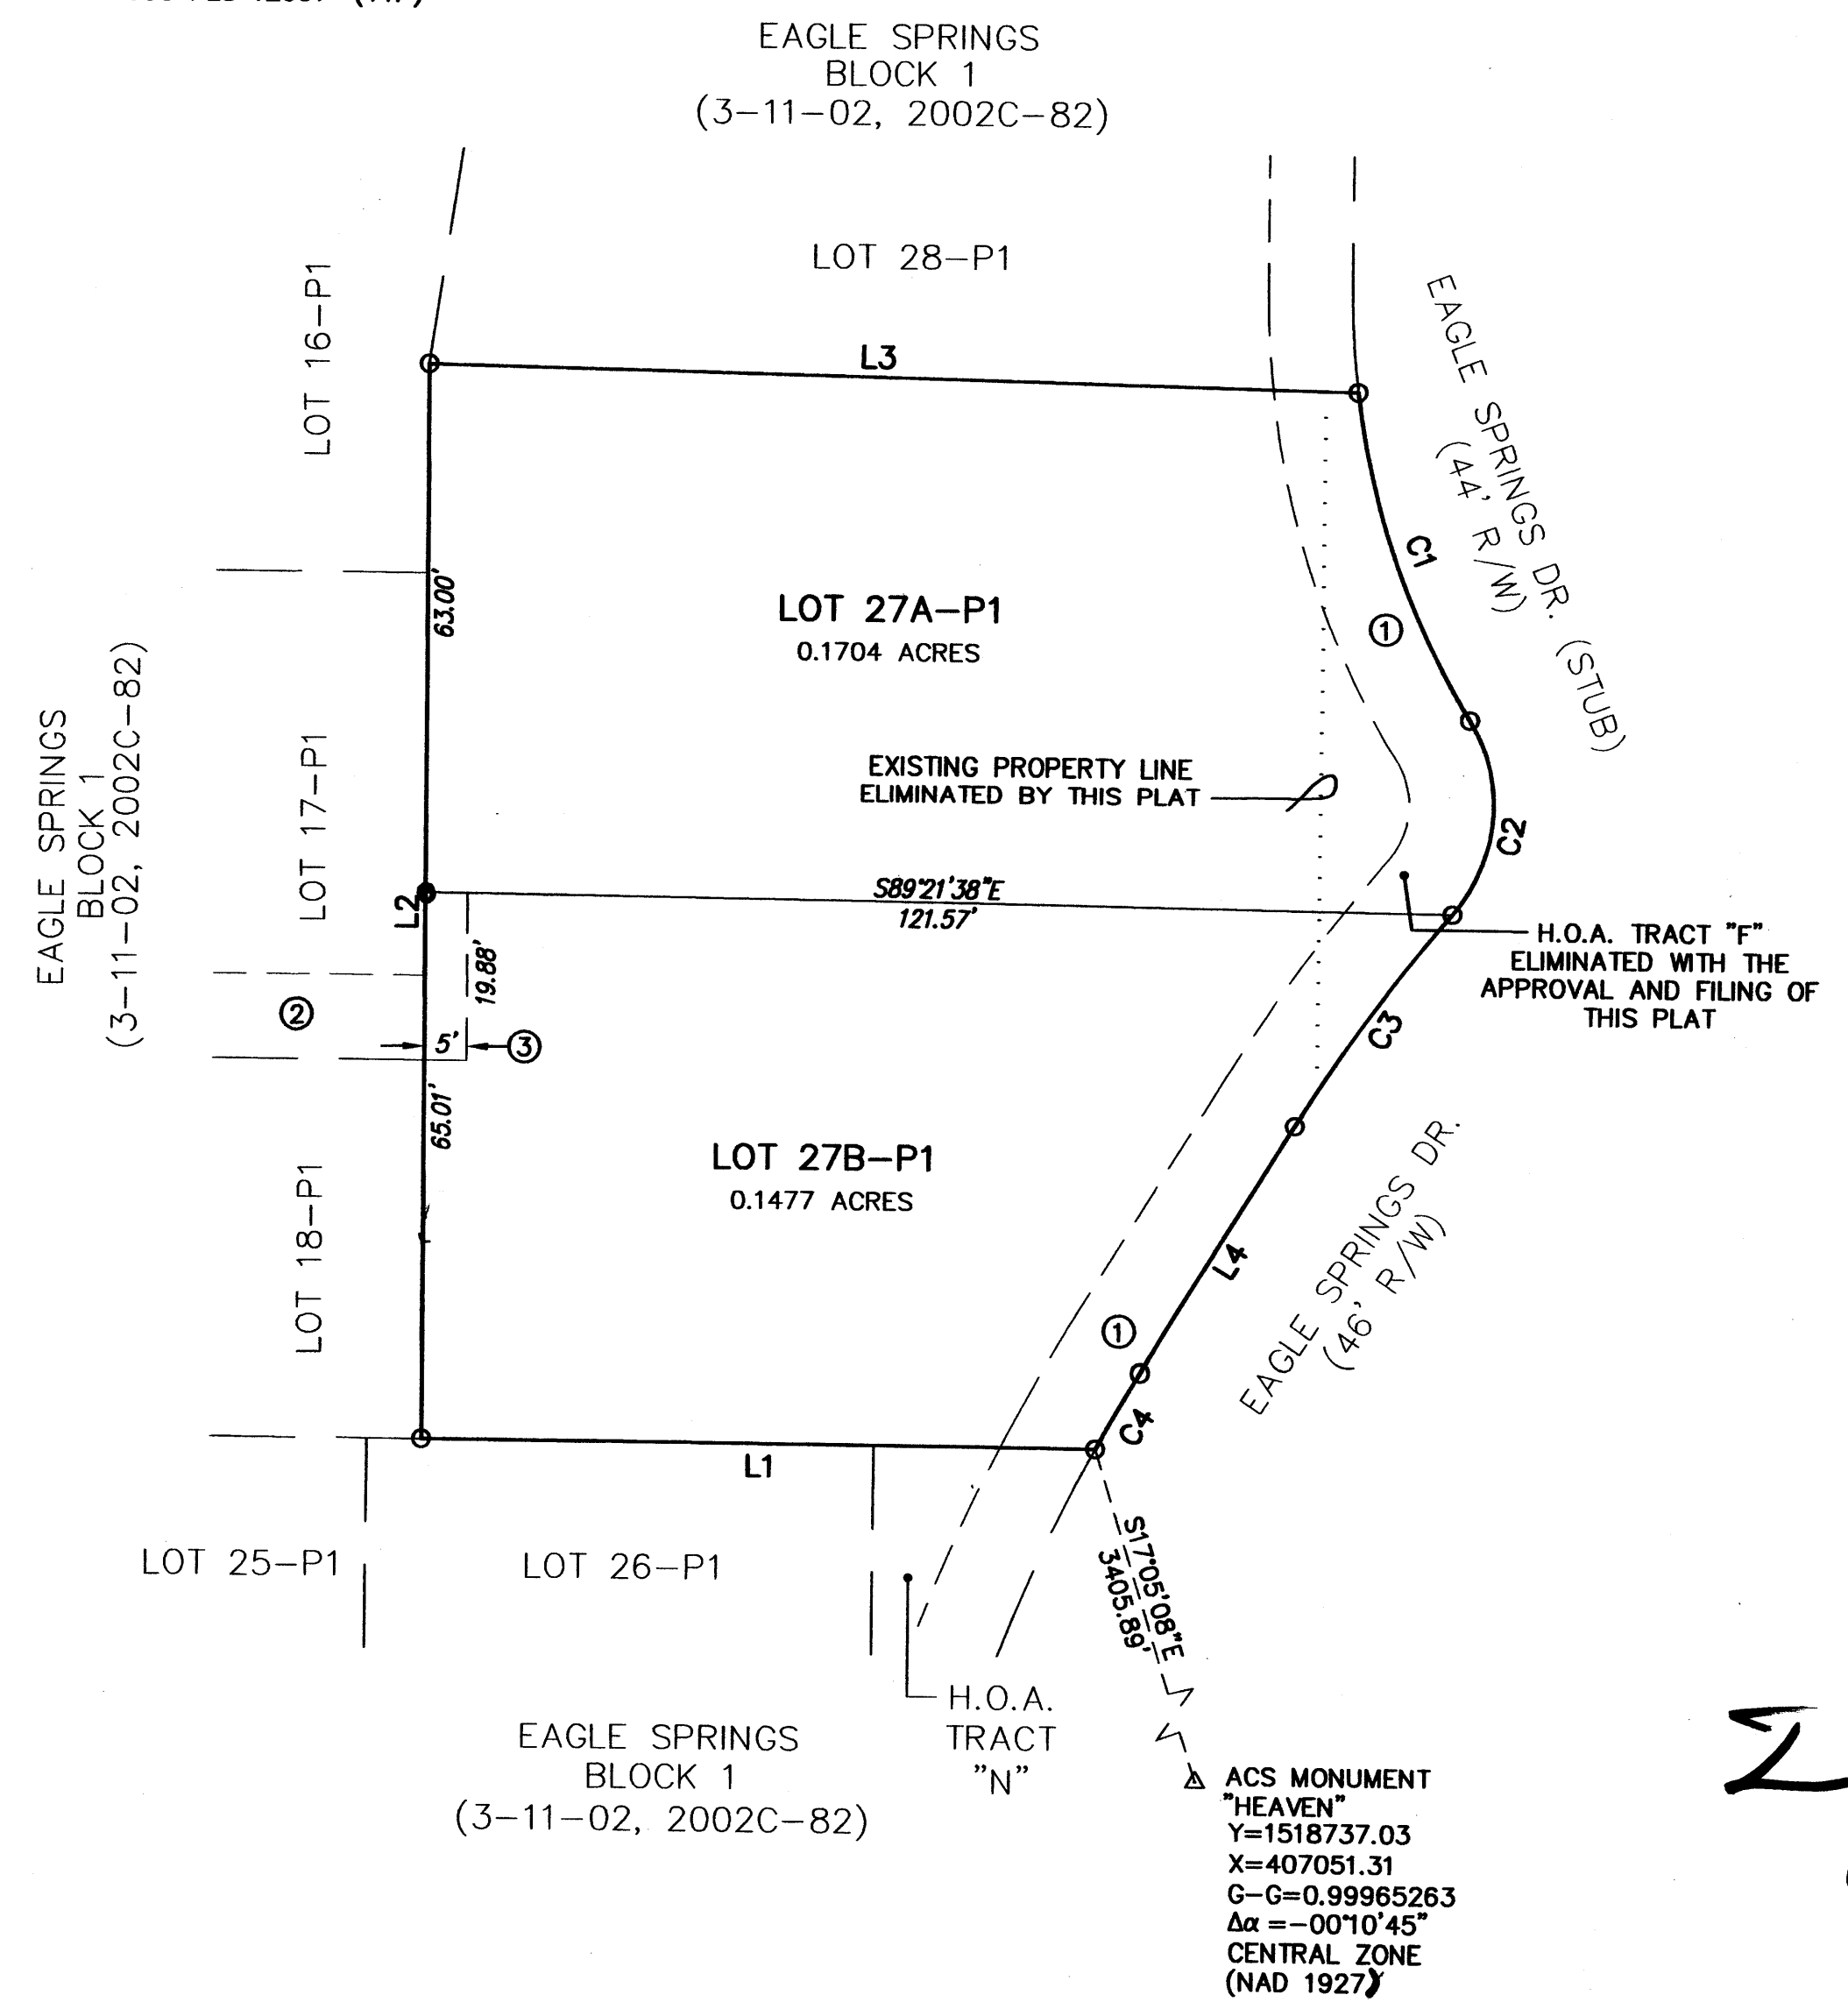 EAGLE SPRINGS
BLOCK 1
(3-11-02, 2002C-82)
LOT 28-P1
LOT 16-P1
L3
EAGLE SPRINGS DR. (STUB)
(44' R/W)
C1
63.00'
LOT 27A-P1
0.1704 ACRES
①
EAGLE SPRINGS
BLOCK 1
(3-11-02, 2002C-82)
LOT 17-P1
EXISTING PROPERTY LINE
ELIMINATED BY THIS PLAT
C2
L2
S89°21'38"E
121.57'
H.O.A. TRACT "F"
ELIMINATED WITH THE
APPROVAL AND FILING OF
THIS PLAT
19.88'
②
5'
③
C3
65.01'
LOT 27B-P1
0.1477 ACRES
LOT 18-P1
L4
EAGLE SPRINGS DR.
(46' R/W)
①
C4
L1
LOT 25-P1
LOT 26-P1
S17°05'08"E
3405.89'
H.O.A.
TRACT
"N"
EAGLE SPRINGS
BLOCK 1
(3-11-02, 2002C-82)
ACS MONUMENT
"HEAVEN"
Y=1518737.03
X=407051.31
G-G=0.99965263
Δα =-00°10'45"
CENTRAL ZONE
(NAD 1927)